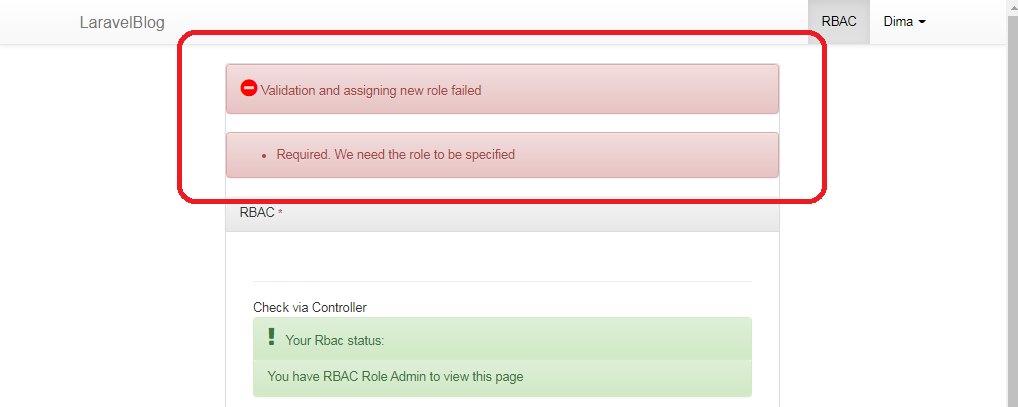 LaravelBlog
RBAC
Dima
Validation and assigning new role failed
Required. We need the role to be specified
RBAC *
Check via Controller
! Your Rbac status:
You have RBAC Role Admin to view this page